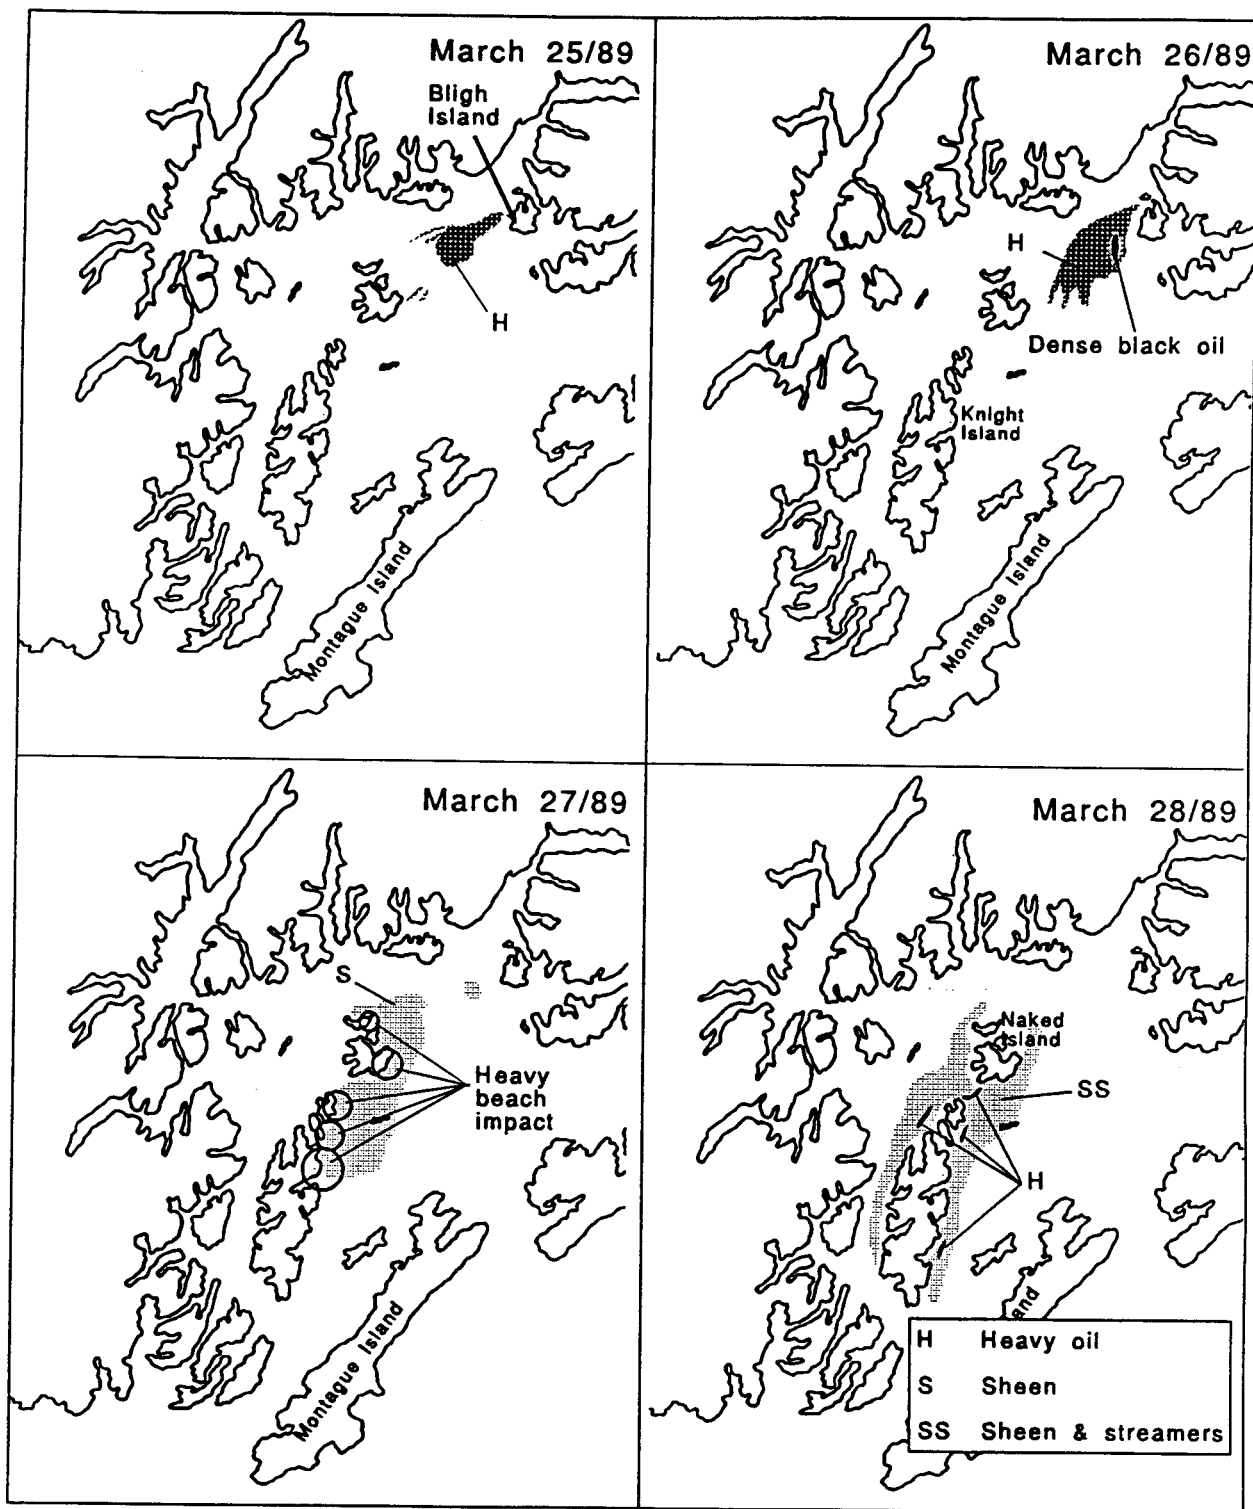 March 25/89
Bligh
Island
H
Montague Island
March 26/89
H
Dense black oil
Knight
Island
Montague Island
March 27/89
S
Heavy
beach
impact
Montague Island
March 28/89
Naked
Island
SS
H
land
H Heavy oil
S Sheen
SS Sheen & streamers